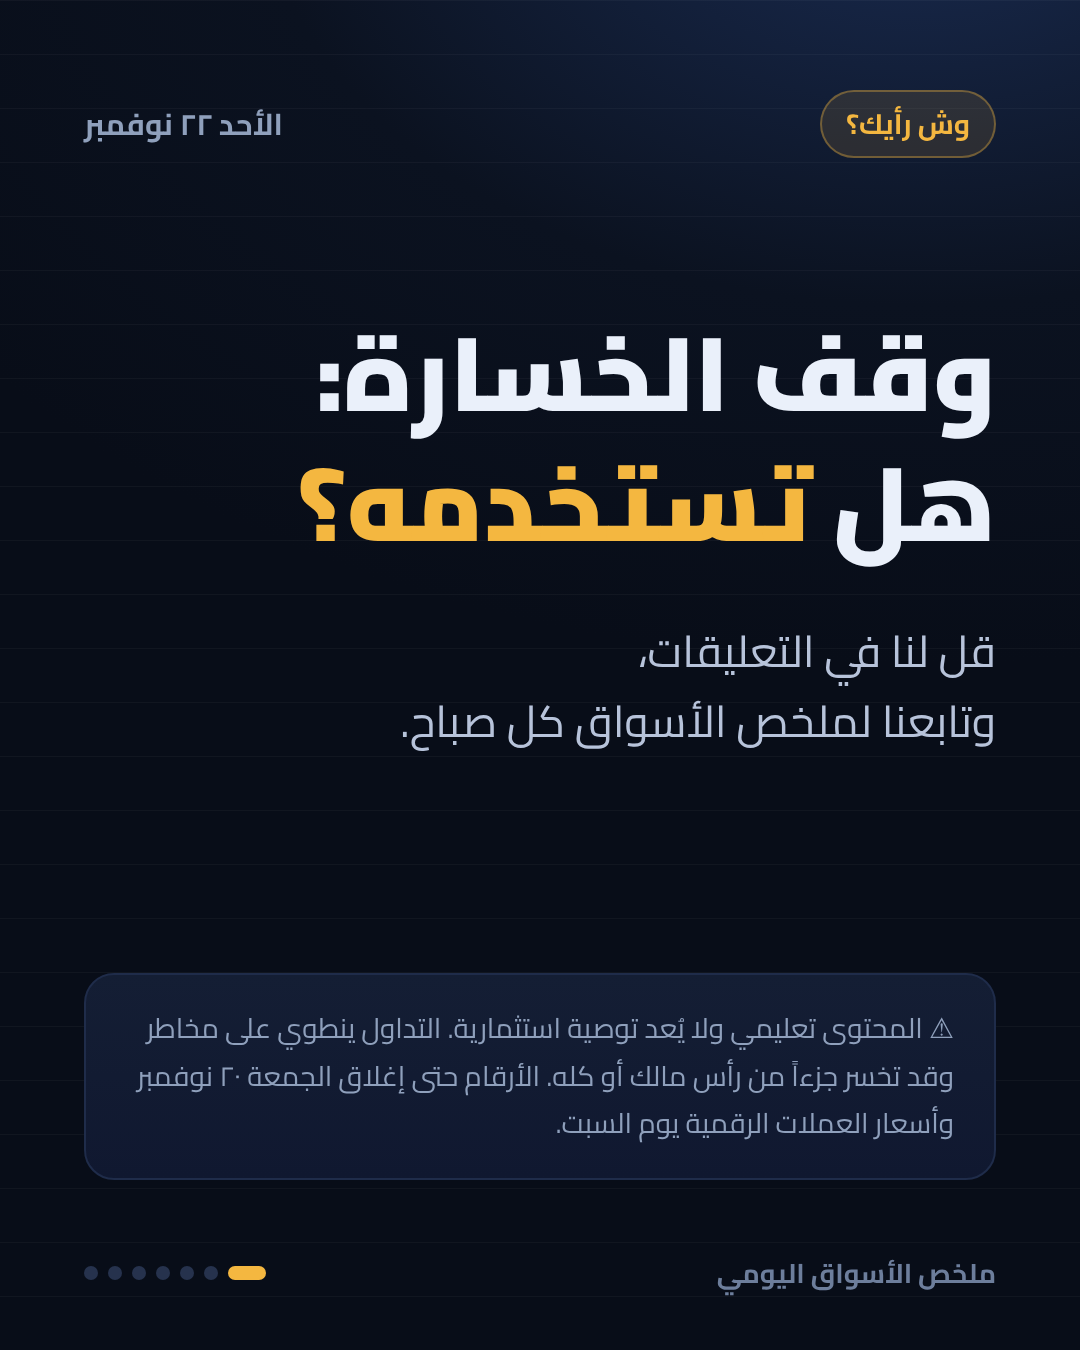 وش رأيك؟
الأحد ٢٢ نوفمبر
وقف الخسارة:
هل تستخدمه؟
قل لنا في التعليقات،
وتابعنا لملخص الأسواق كل صباح.
⚠ المحتوى تعليمي ولا يُعد توصية استثمارية. التداول ينطوي على مخاطر
وقد تخسر جزءاً من رأس مالك أو كله. الأرقام حتى إغلاق الجمعة ٢٠ نوفمبر
وأسعار العملات الرقمية يوم السبت.
ملخص الأسواق اليومي